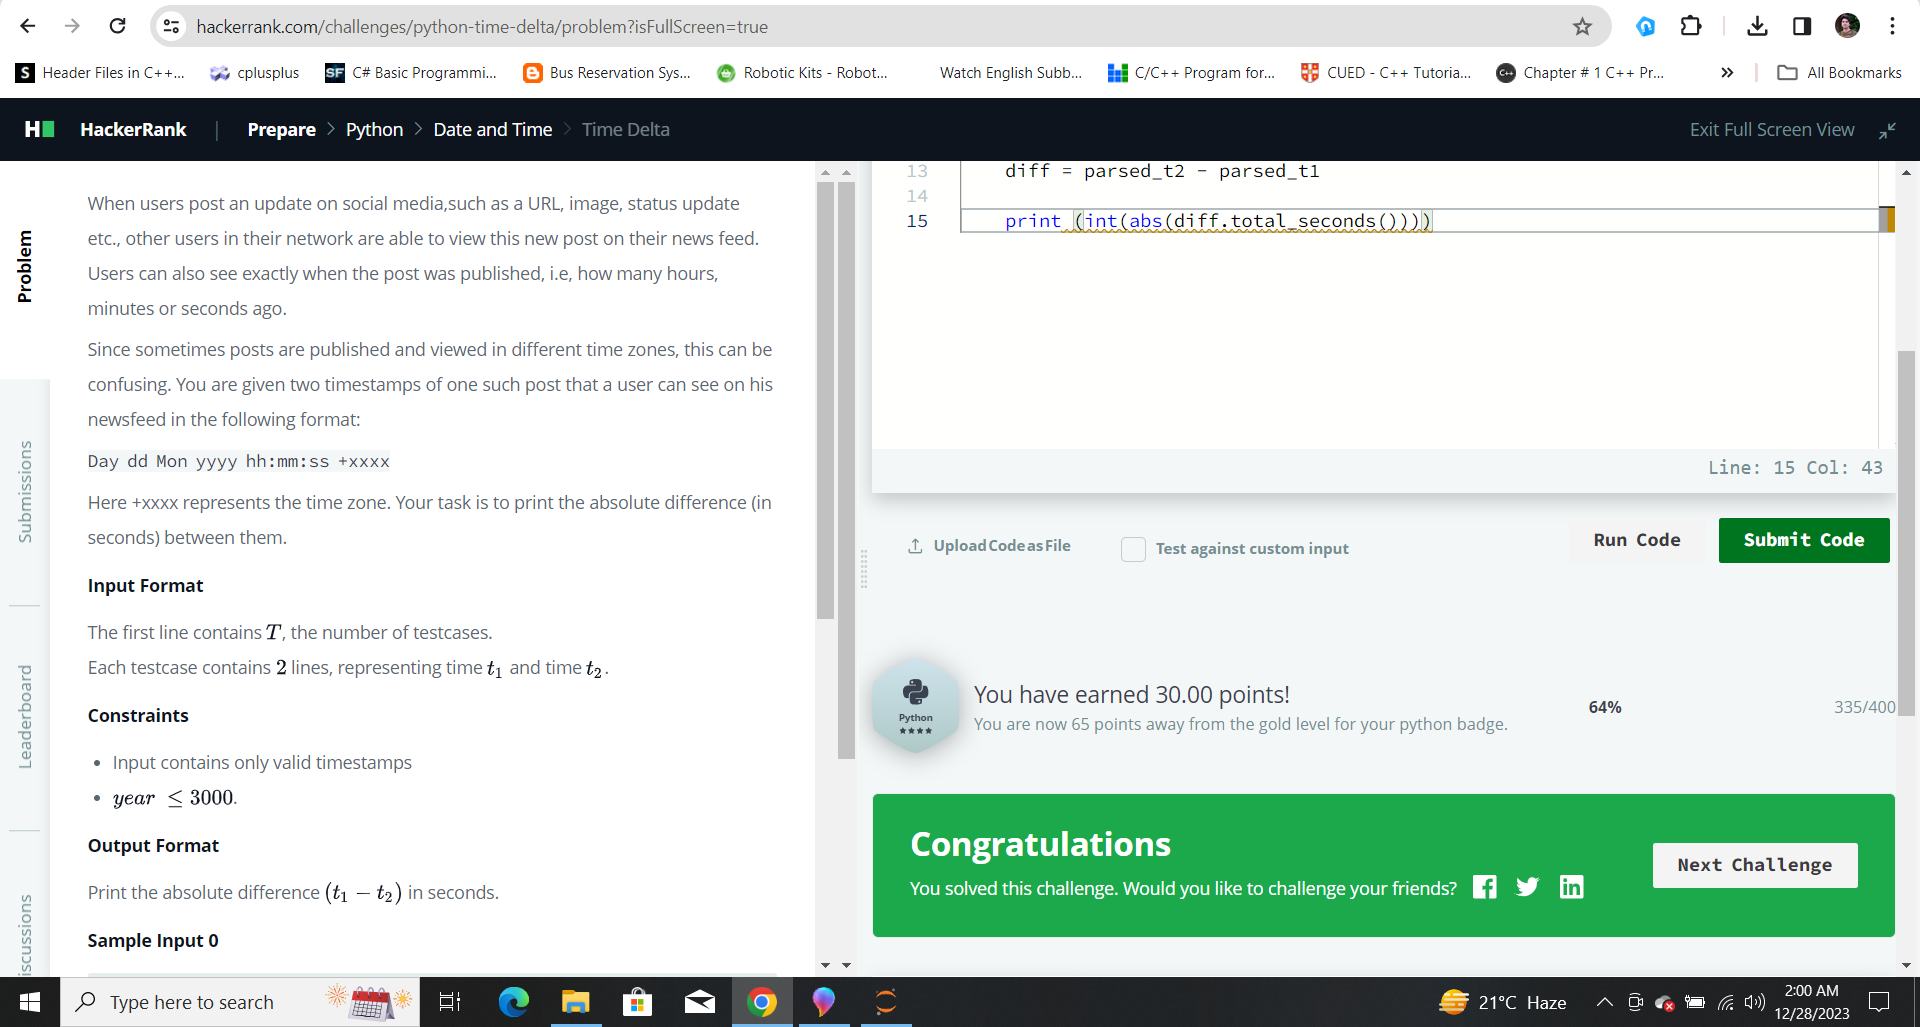 hackerrank.com/challenges/python-time-delta/problem?isFullScreen=true
S Header Files in C++... cplusplus SF C# Basic Programmi... Bus Reservation Sys... Robotic Kits - Robot... Watch English Subb... C/C++ Program for... CUED - C++ Tutoria... C++ Chapter # 1 C++ Pr... » All Bookmarks
H HackerRank | Prepare > Python > Date and Time > Time Delta Exit Full Screen View
Problem
Submissions
Leaderboard
iscussions
When users post an update on social media,such as a URL, image, status update
etc., other users in their network are able to view this new post on their news feed.
Users can also see exactly when the post was published, i.e, how many hours,
minutes or seconds ago.
Since sometimes posts are published and viewed in different time zones, this can be
confusing. You are given two timestamps of one such post that a user can see on his
newsfeed in the following format:
Day dd Mon yyyy hh:mm:ss +xxxx
Here +xxxx represents the time zone. Your task is to print the absolute difference (in
seconds) between them.
Input Format
The first line contains T, the number of testcases.
Each testcase contains 2 lines, representing time t₁ and time t₂.
Constraints
• Input contains only valid timestamps
• year ≤ 3000.
Output Format
Print the absolute difference (t₁ − t₂) in seconds.
Sample Input 0
13 diff = parsed_t2 - parsed_t1
14
15 print (int(abs(diff.total_seconds())))
Line: 15 Col: 43
Upload Code as File Test against custom input Run Code Submit Code
Python
You have earned 30.00 points!
You are now 65 points away from the gold level for your python badge.
64% 335/400
Congratulations
You solved this challenge. Would you like to challenge your friends?
Next Challenge
Type here to search
21°C Haze
2:00 AM
12/28/2023